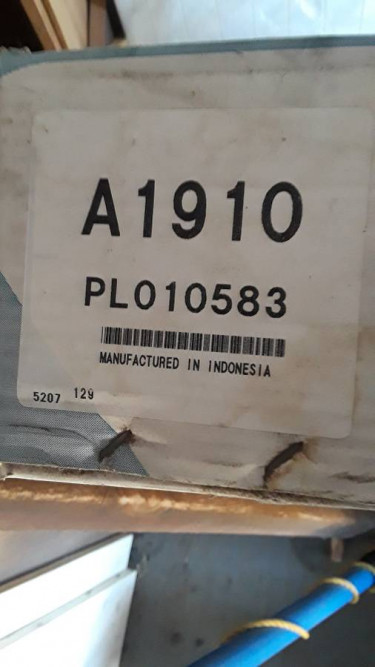 A1910
PL010583
MANUFACTURED IN INDONESIA
5207 129